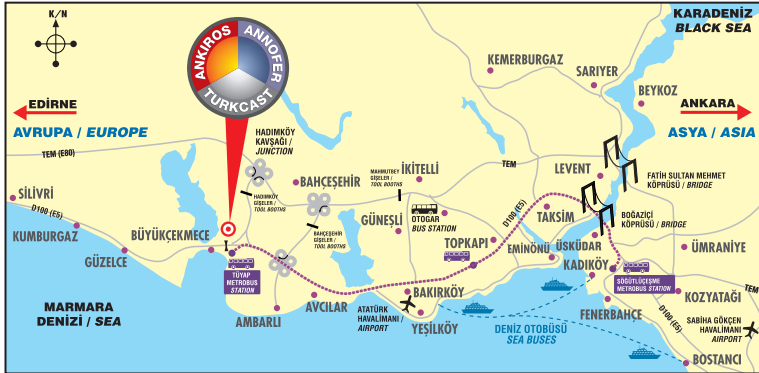 K/N
KARADENİZ
BLACK SEA
ANKIROS
ANNOFER
TURKCAST
KEMERBURGAZ
SARIYER
BEYKOZ
EDİRNE
AVRUPA / EUROPE
ANKARA
ASYA / ASIA
HADIMKÖY
KAVŞAĞI /
JUNCTION
TEM (E80)
TEM
MAHMUTBEY
GİŞELER /
TOOL BOOTHS
İKİTELLİ
LEVENT
FATİH SULTAN MEHMET
KÖPRÜSÜ / BRIDGE
BAHÇEŞEHİR
HADIMKÖY
GİŞELER /
TOOL BOOTHS
SİLİVRİ
D100 (E5)
KUMBURGAZ
GÜZELCE
BÜYÜKÇEKMECE
BAHÇEŞEHİR
GİŞELER /
TOOL BOOTHS
GÜNEŞLİ
OTOGAR
BUS STATION
D100 (E5)
TAKSİM
BOĞAZİÇİ
KÖPRÜSÜ / BRIDGE
TOPKAPI
EMİNÖNÜ
ÜSKÜDAR
ÜMRANİYE
KADIKÖY
TÜYAP
METROBUS
STATION
SÖĞÜTLÜÇEŞME
METROBUS STATION
KOZYATAĞI
MARMARA
DENİZİ / SEA
AMBARLI
AVCILAR
BAKIRKÖY
ATATÜRK
HAVALİMANI /
AIRPORT
YEŞİLKÖY
DENİZ OTOBÜSÜ
SEA BUSES
FENERBAHÇE
D100 (E5)
TEM
SABİHA GÖKÇEN
HAVALİMANI
AIRPORT
BOSTANCI